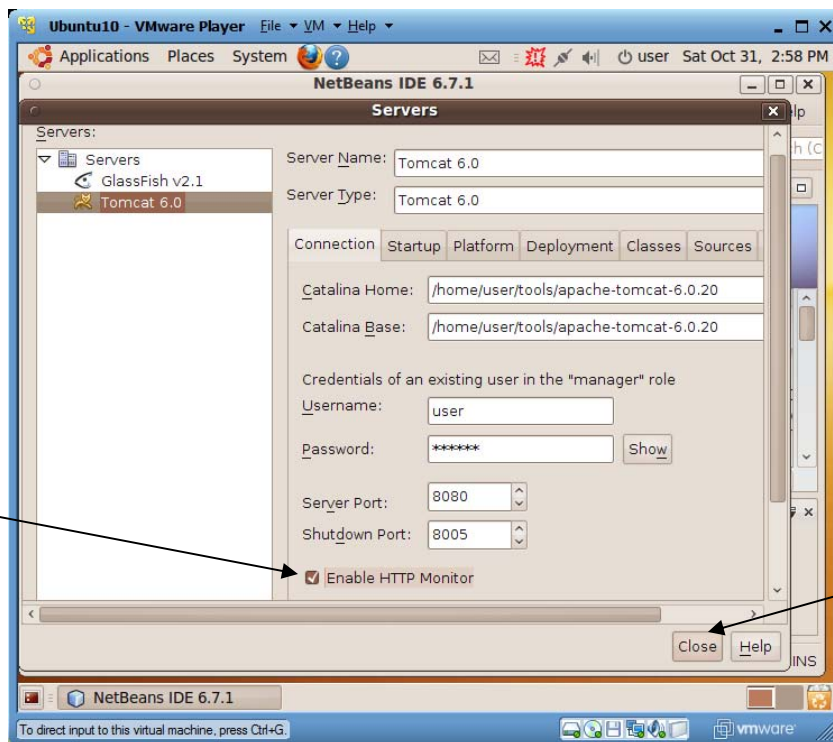 Ubuntu10 - VMware Player File VM Help
Applications Places System user Sat Oct 31, 2:58 PM
NetBeans IDE 6.7.1
Servers
lp
Servers:
Servers
GlassFish v2.1
Tomcat 6.0
Server Name: Tomcat 6.0
Server Type: Tomcat 6.0
Connection Startup Platform Deployment Classes Sources
Catalina Home: /home/user/tools/apache-tomcat-6.0.20
Catalina Base: /home/user/tools/apache-tomcat-6.0.20
Credentials of an existing user in the "manager" role
Username: user
Password: ****** Show
Server Port: 8080
Shutdown Port: 8005
Enable HTTP Monitor
Close Help
INS
NetBeans IDE 6.7.1
To direct input to this virtual machine, press Ctrl+G.
vmware